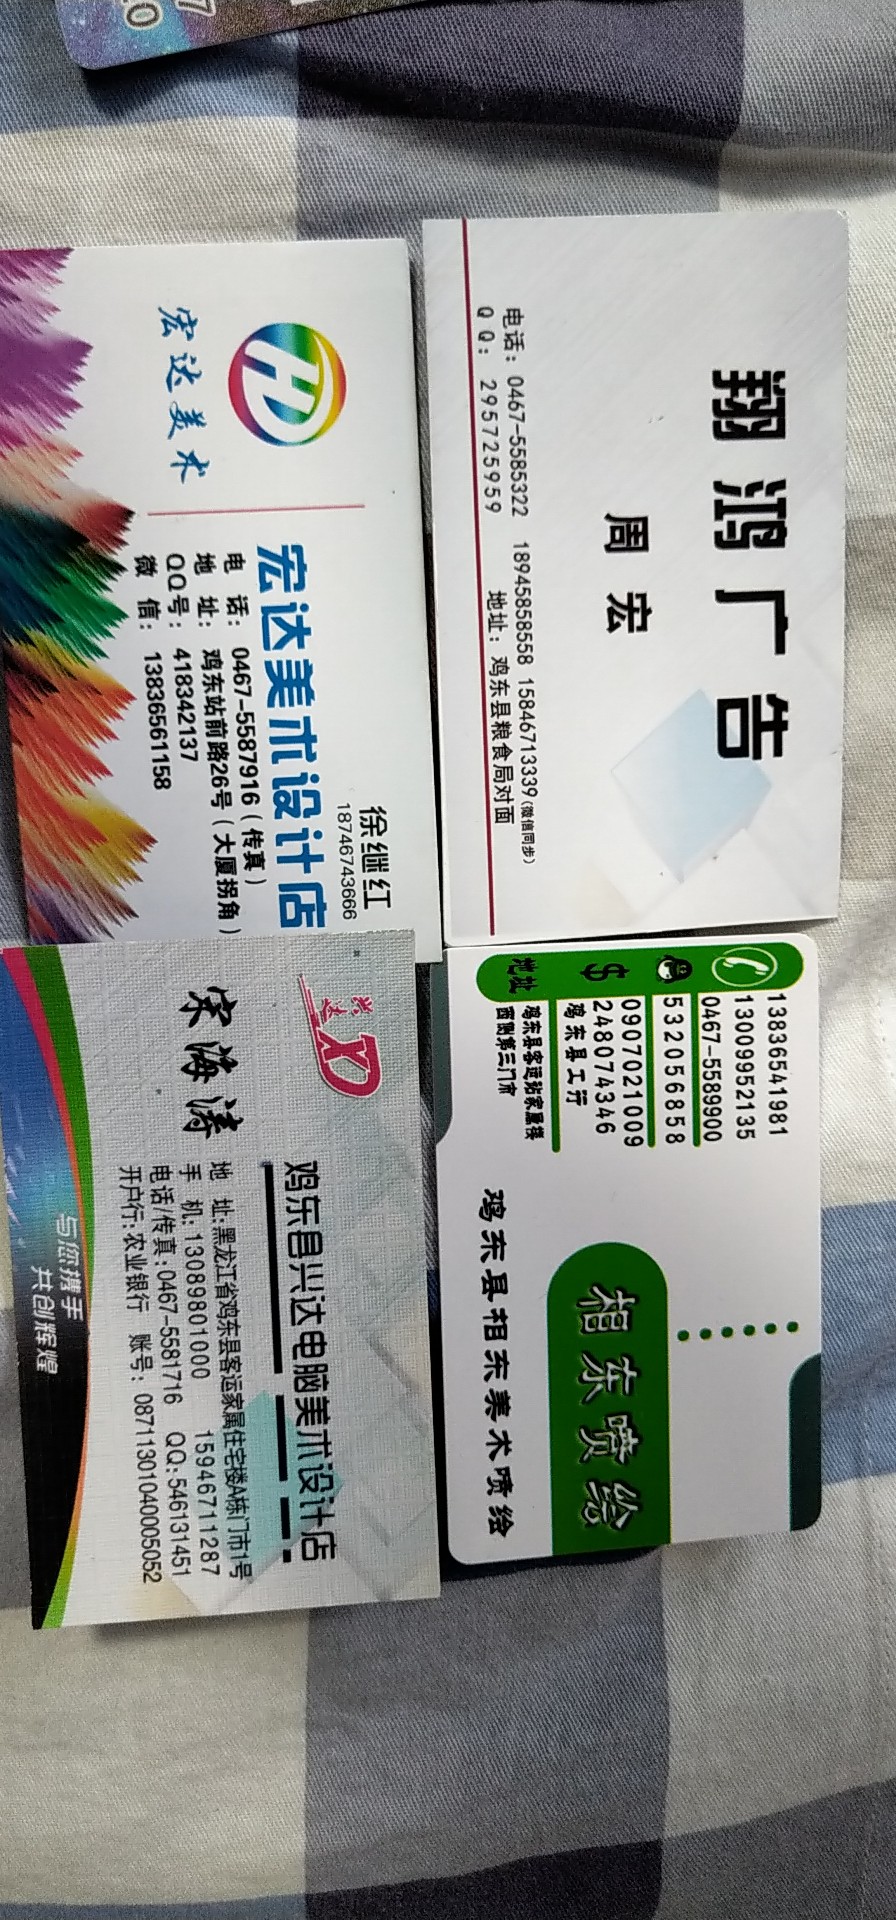 翔鸿广告
周宏
电话：0467-5585322 18945858558 15846713339(微信同步)
QQ：295725959 地址：鸡东县粮食局对面
宏达美术
徐继红
18746743666
宏达美术设计店
电 话：0467-5587916（传真）
地 址：鸡东站前路26号（大厦拐角）
QQ号：418342137
微 信：13836561158
13836541981
13009952135
0467-5589900
532056858
0907021009
248074346
鸡东县工行
地址
鸡东县客运站家属楼
西侧第三门市
相东喷绘
鸡东县相东美术喷绘
兴达
XD
宋海涛
鸡东县兴达电脑美术设计店
地 址:黑龙江省鸡东县客运家属住宅楼A栋门市1号
手 机:13089801000 15946711287
电话/传真:0467-5581716 QQ:546131451
开户行:农业银行 账号:08711301040005052
与您携手
共创辉煌